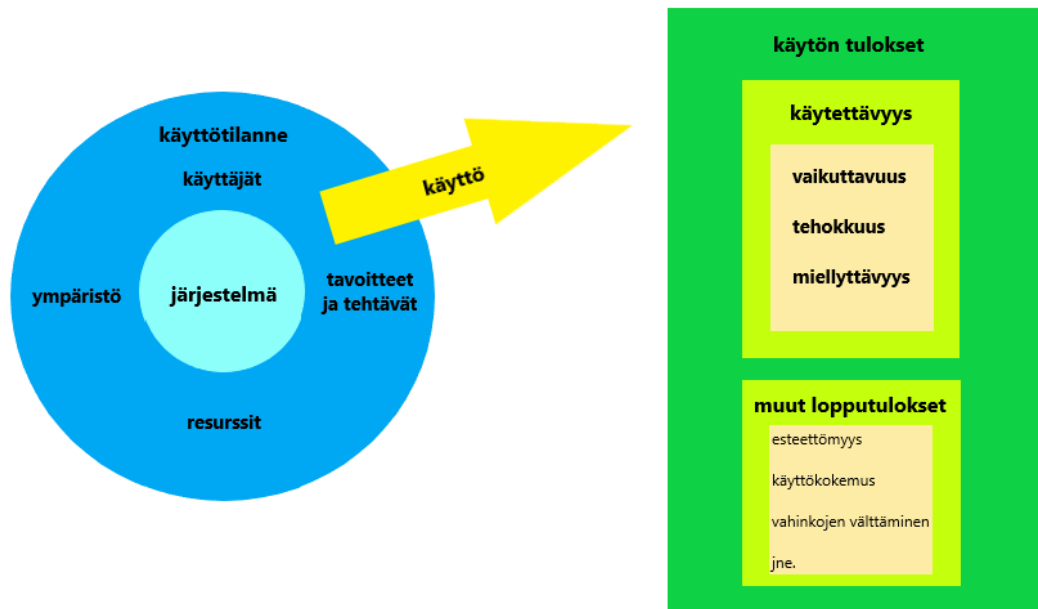 käyttötilanne
käyttäjät
ympäristö
järjestelmä
tavoitteet
ja tehtävät
resurssit
käyttö
käytön tulokset
käytettävyys
vaikuttavuus
tehokkuus
miellyttävyys
muut lopputulokset
esteettömyys
käyttökokemus
vahinkojen välttäminen
jne.